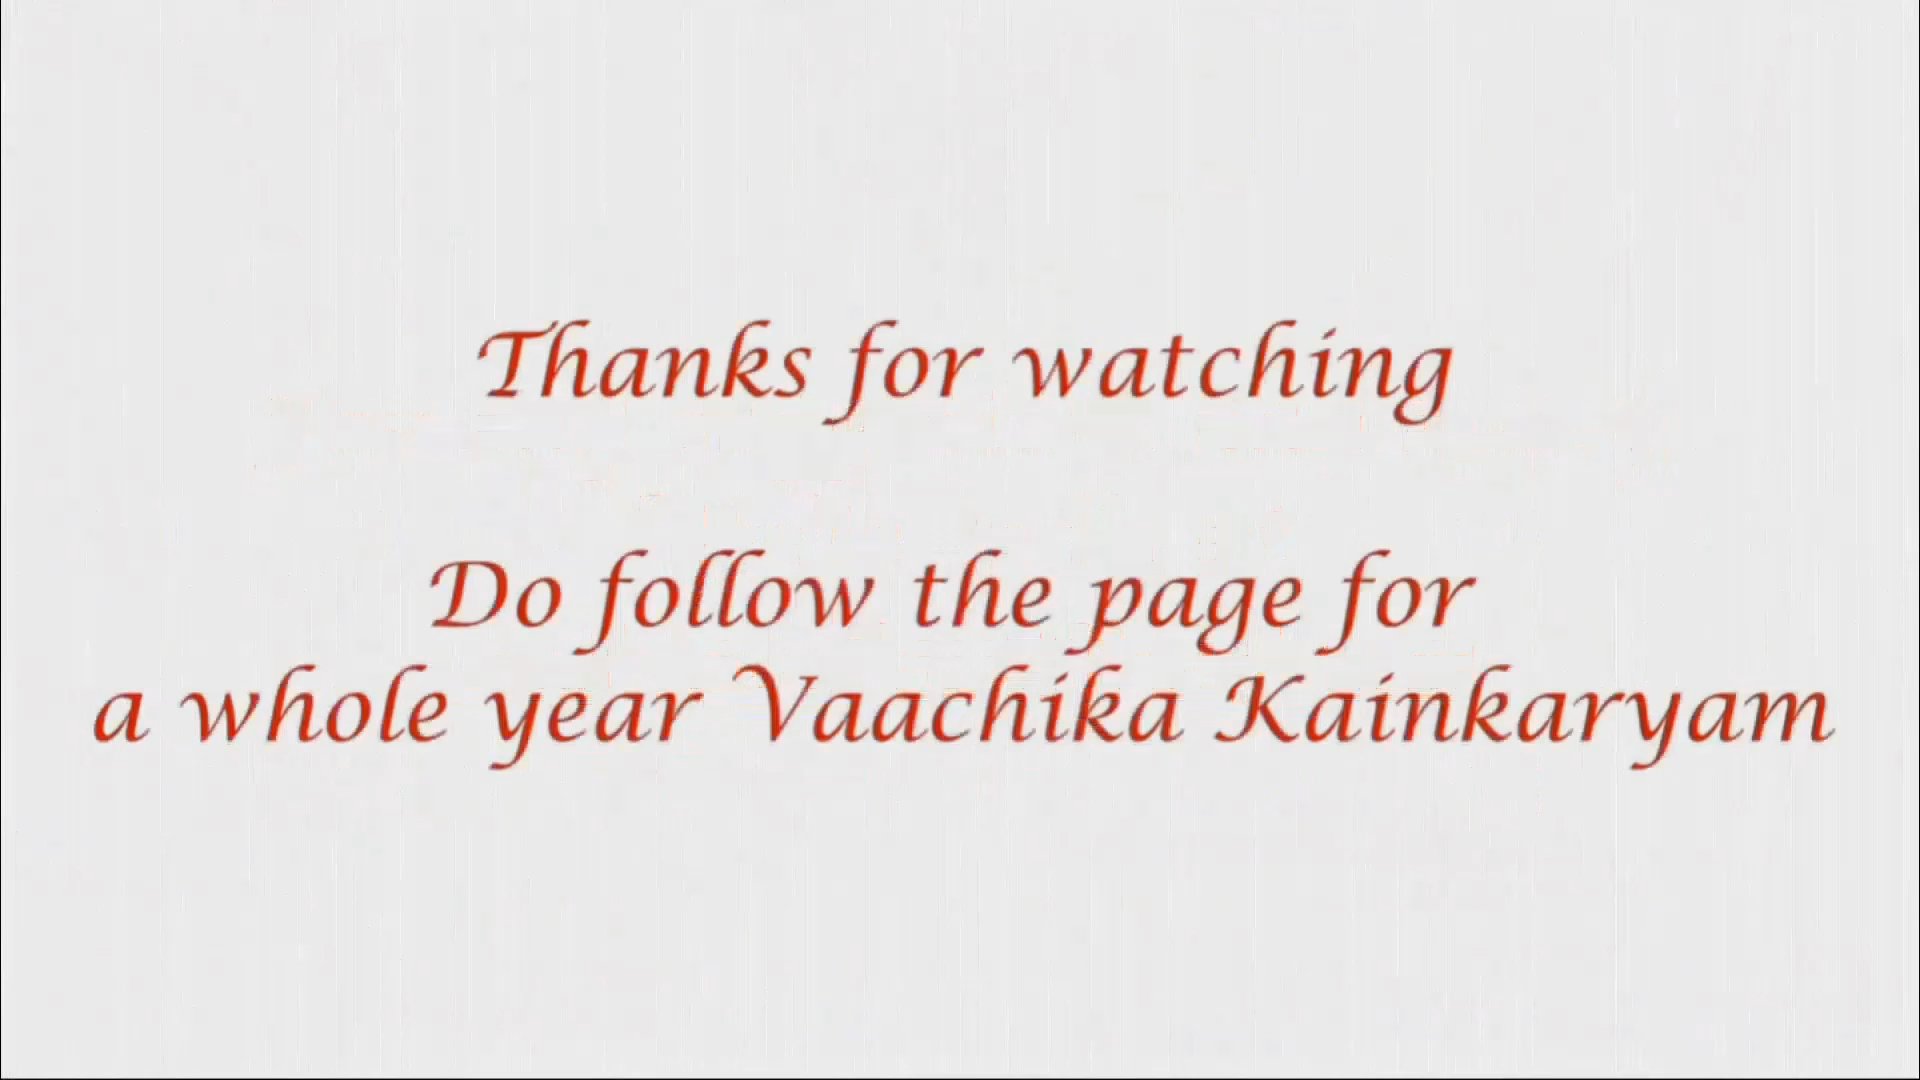 Thanks for watching
Do follow the page for
a whole year Vaachika Kainkaryam